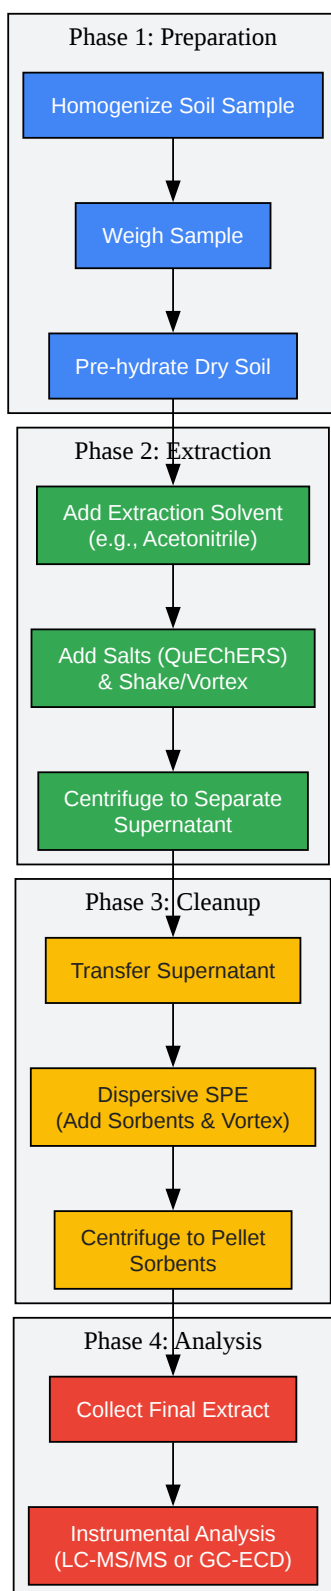 Phase 1: Preparation
Homogenize Soil Sample
Weigh Sample
Pre-hydrate Dry Soil
Phase 2: Extraction
Add Extraction Solvent
(e.g., Acetonitrile)
Add Salts (QuEChERS)
& Shake/Vortex
Centrifuge to Separate
Supernatant
Phase 3: Cleanup
Transfer Supernatant
Dispersive SPE
(Add Sorbents & Vortex)
Centrifuge to Pellet
Sorbents
Phase 4: Analysis
Collect Final Extract
Instrumental Analysis
(LC-MS/MS or GC-ECD)